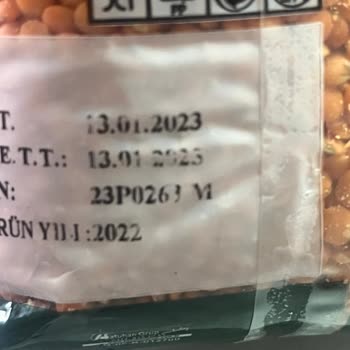 T. 13.01.2023
E.T.T.: 13.01 2023
N: 23P0263 M
RÜN YILI :2022